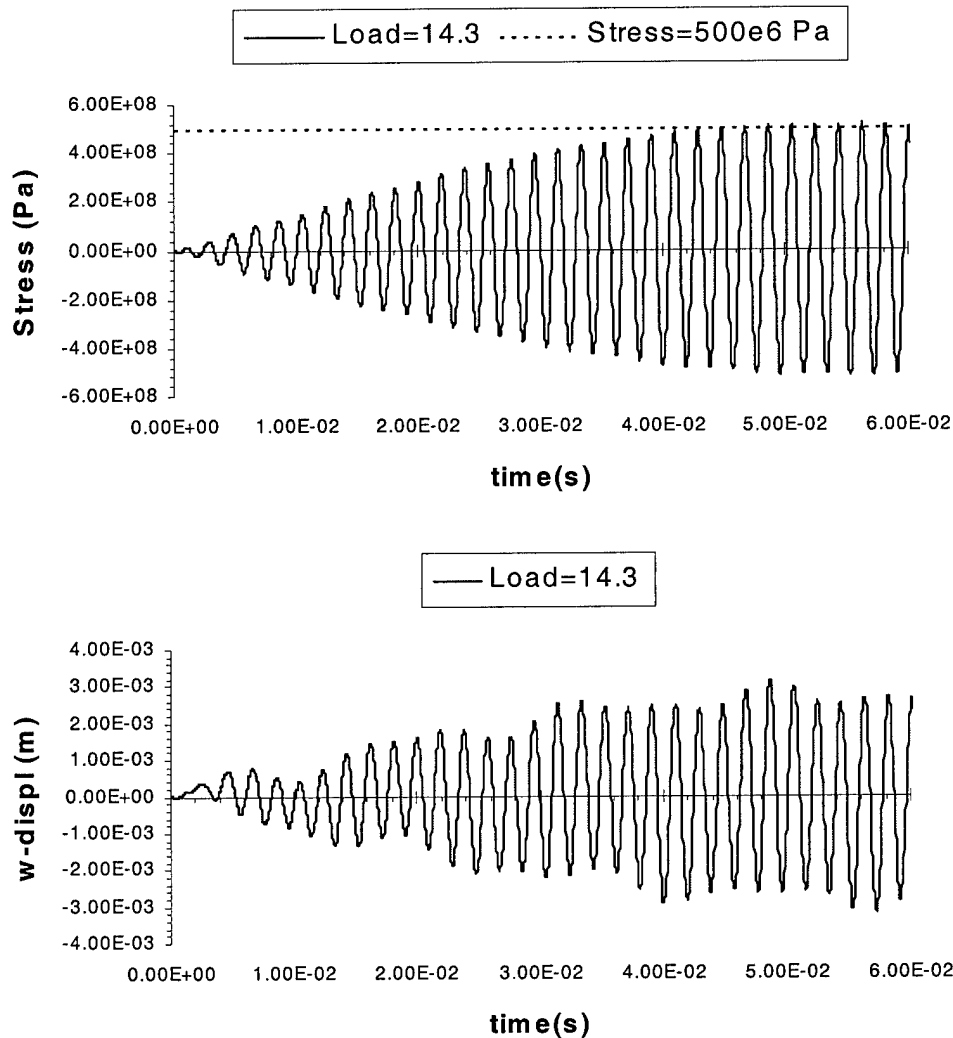 Load=14.3 Stress=500e6 Pa
6.00E+08
4.00E+08
2.00E+08
0.00E+00
-2.00E+08
-4.00E+08
-6.00E+08
Stress (Pa)
0.00E+00 1.00E-02 2.00E-02 3.00E-02 4.00E-02 5.00E-02 6.00E-02
time(s)
Load=14.3
4.00E-03
3.00E-03
2.00E-03
1.00E-03
0.00E+00
-1.00E-03
-2.00E-03
-3.00E-03
-4.00E-03
w-displ (m)
0.00E+00 1.00E-02 2.00E-02 3.00E-02 4.00E-02 5.00E-02 6.00E-02
time(s)